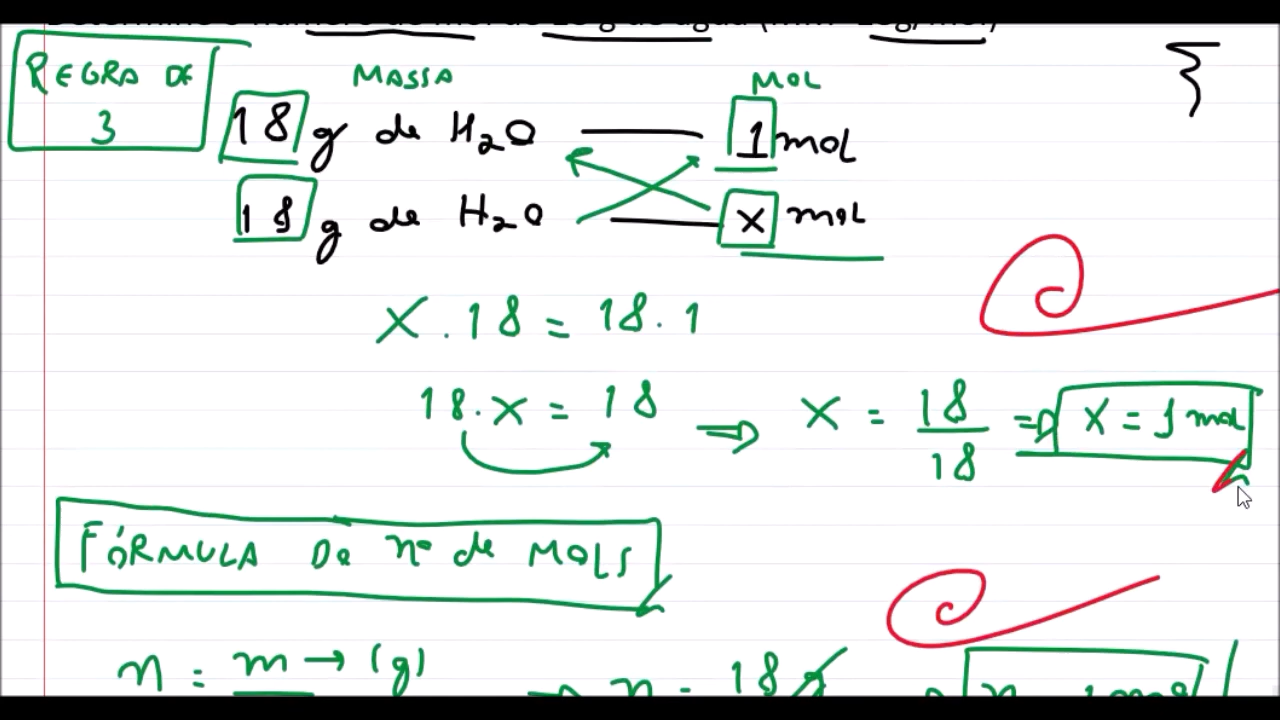 REGRA DE
3
MASSA
MOL
18 g de H2O —— 1 mol
18 g de H2O —— x mol
X . 18 = 18 . 1
18 . x = 18 ⇒ x = 18/18 ⇒ X = 1 mol
FÓRMULA Do nº de MOLS
n = m → (g)
n = 18 g